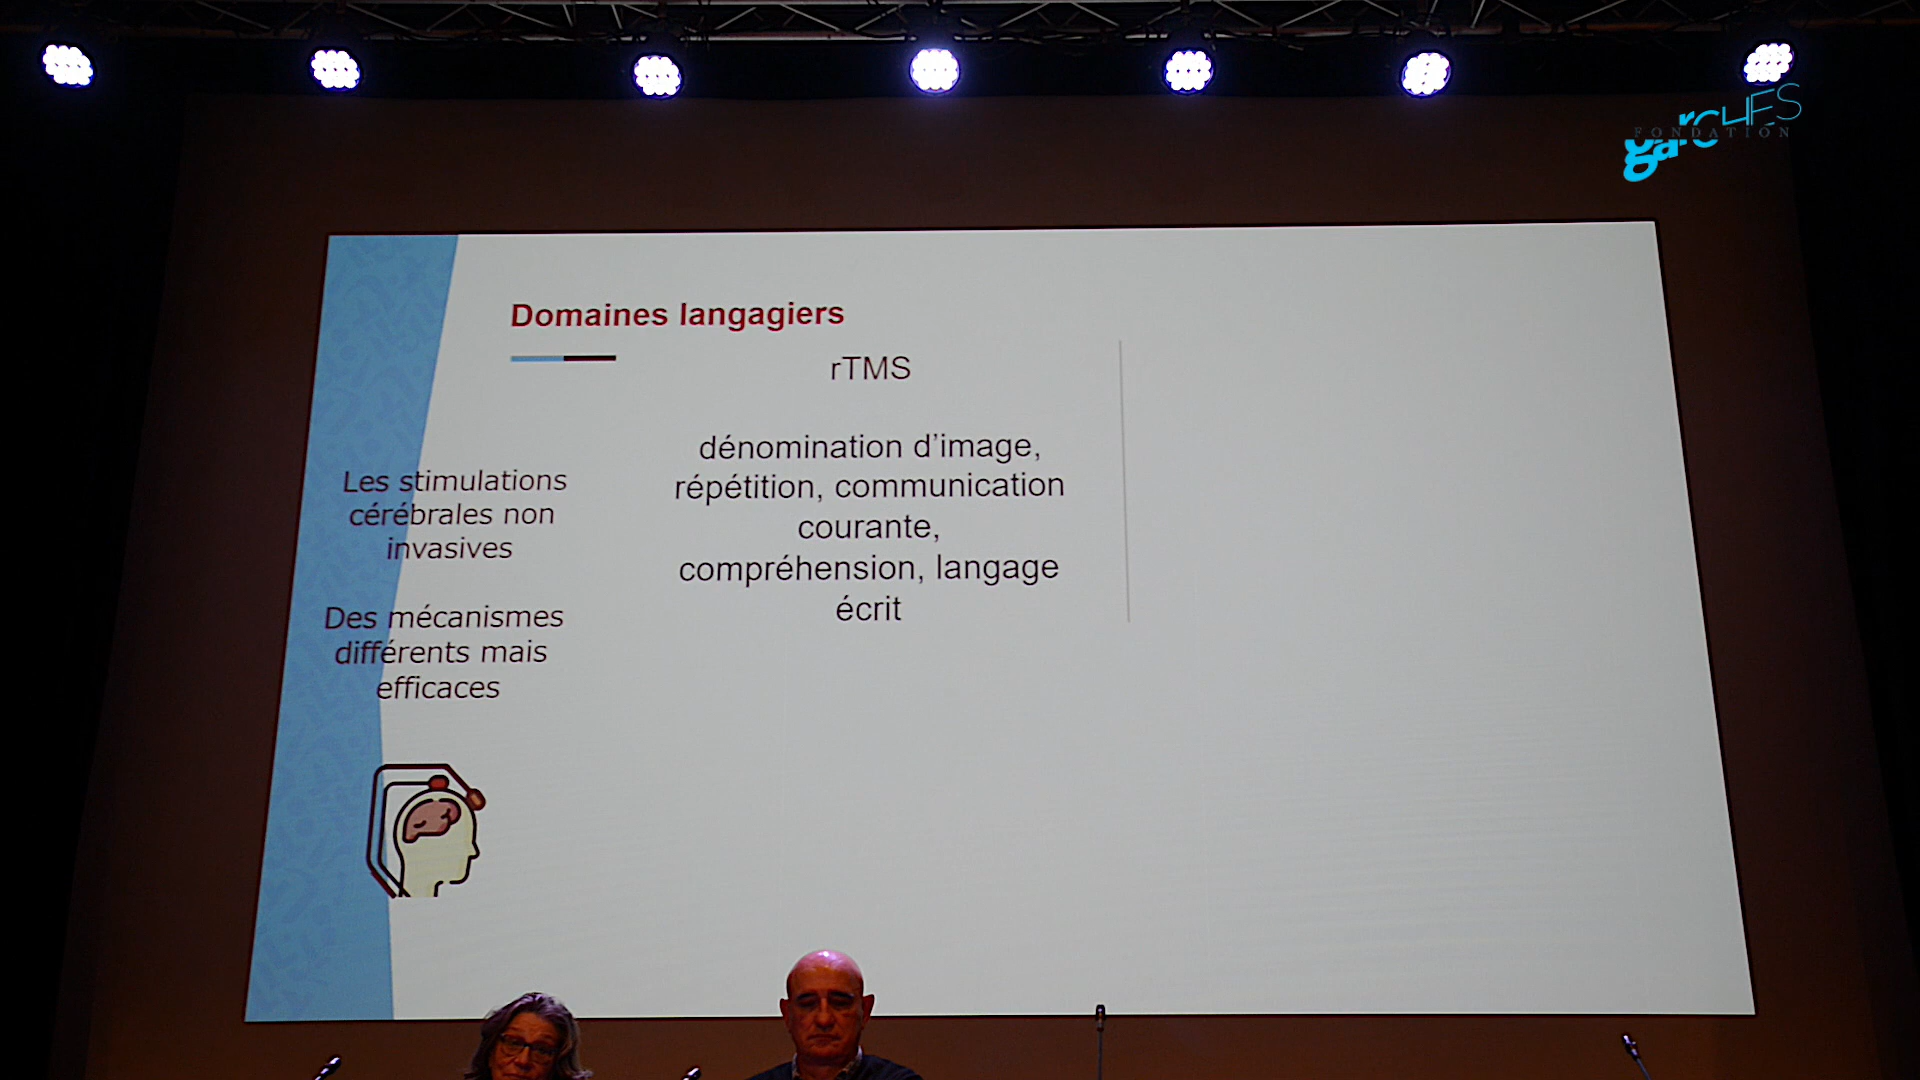 garCHES
FONDATION
Domaines langagiers
rTMS
dénomination d’image,
répétition, communication
courante,
compréhension, langage
écrit
Les stimulations
cérébrales non
invasives
Des mécanismes
différents mais
efficaces